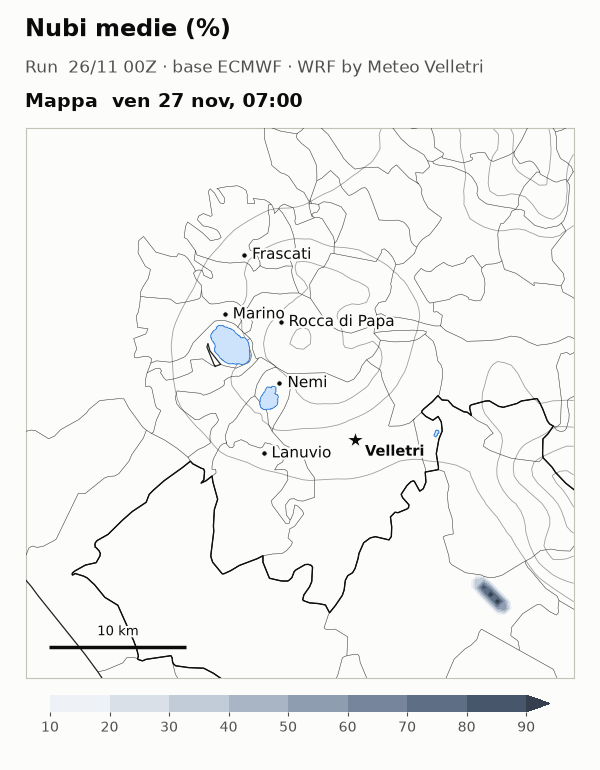 Nubi medie (%)
Run  26/11 00Z · base ECMWF · WRF by Meteo Velletri
Mappa  ven 27 nov, 07:00
Frascati
Marino
Rocca di Papa
Nemi
Velletri
Lanuvio
10 km
10 20 30 40 50 60 70 80 90